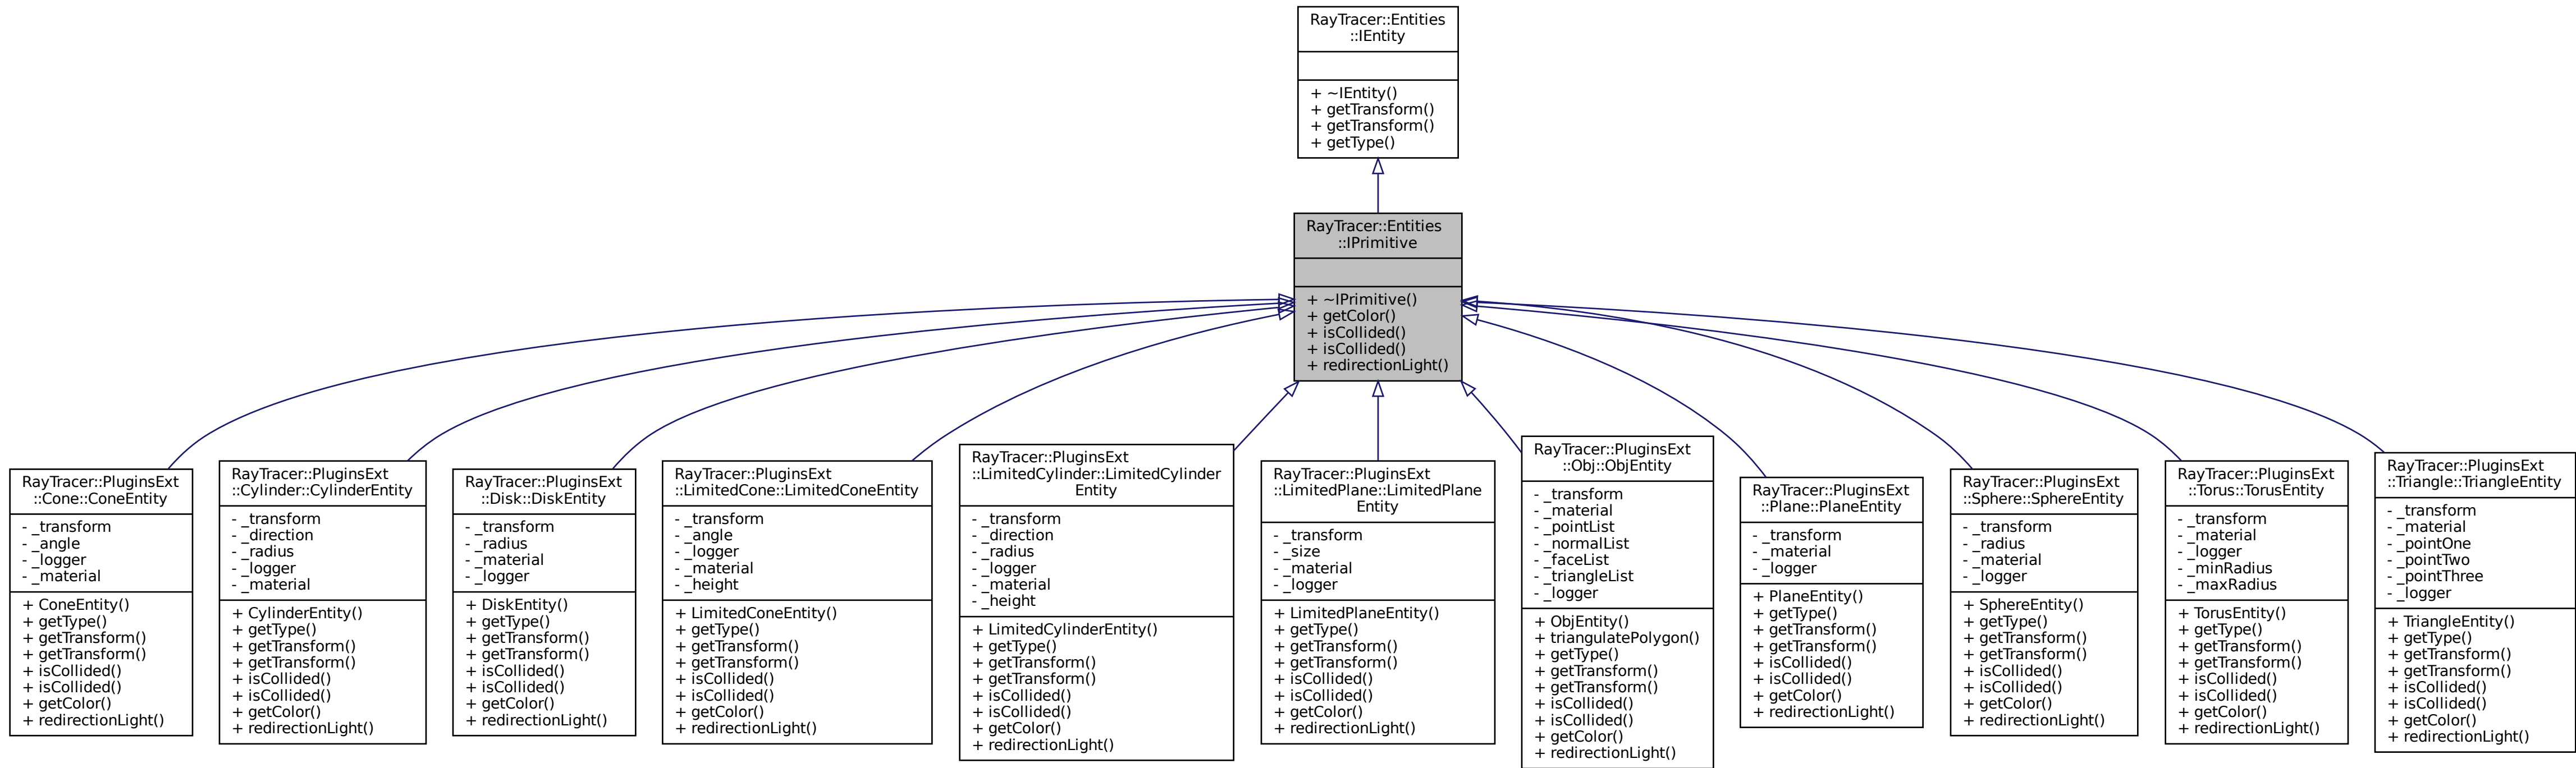 RayTracer::Entities
::IEntity
+ ~IEntity()
+ getTransform()
+ getTransform()
+ getType()
RayTracer::Entities
::IPrimitive
+ ~IPrimitive()
+ getColor()
+ isCollided()
+ isCollided()
+ redirectionLight()
RayTracer::PluginsExt
::Cone::ConeEntity
- _transform
- _angle
- _logger
- _material
+ ConeEntity()
+ getType()
+ getTransform()
+ getTransform()
+ isCollided()
+ isCollided()
+ getColor()
+ redirectionLight()
RayTracer::PluginsExt
::Cylinder::CylinderEntity
- _transform
- _direction
- _radius
- _logger
- _material
+ CylinderEntity()
+ getType()
+ getTransform()
+ getTransform()
+ isCollided()
+ isCollided()
+ getColor()
+ redirectionLight()
RayTracer::PluginsExt
::Disk::DiskEntity
- _transform
- _radius
- _material
- _logger
+ DiskEntity()
+ getType()
+ getTransform()
+ getTransform()
+ isCollided()
+ isCollided()
+ getColor()
+ redirectionLight()
RayTracer::PluginsExt
::LimitedCone::LimitedConeEntity
- _transform
- _angle
- _logger
- _material
- _height
+ LimitedConeEntity()
+ getType()
+ getTransform()
+ getTransform()
+ isCollided()
+ isCollided()
+ getColor()
+ redirectionLight()
RayTracer::PluginsExt
::LimitedCylinder::LimitedCylinder
Entity
- _transform
- _direction
- _radius
- _logger
- _material
- _height
+ LimitedCylinderEntity()
+ getType()
+ getTransform()
+ getTransform()
+ isCollided()
+ isCollided()
+ getColor()
+ redirectionLight()
RayTracer::PluginsExt
::LimitedPlane::LimitedPlane
Entity
- _transform
- _size
- _material
- _logger
+ LimitedPlaneEntity()
+ getType()
+ getTransform()
+ getTransform()
+ isCollided()
+ isCollided()
+ getColor()
+ redirectionLight()
RayTracer::PluginsExt
::Obj::ObjEntity
- _transform
- _material
- _pointList
- _normalList
- _faceList
- _triangleList
- _logger
+ ObjEntity()
+ triangulatePolygon()
+ getType()
+ getTransform()
+ getTransform()
+ isCollided()
+ isCollided()
+ getColor()
+ redirectionLight()
RayTracer::PluginsExt
::Plane::PlaneEntity
- _transform
- _material
- _logger
+ PlaneEntity()
+ getType()
+ getTransform()
+ getTransform()
+ isCollided()
+ isCollided()
+ getColor()
+ redirectionLight()
RayTracer::PluginsExt
::Sphere::SphereEntity
- _transform
- _radius
- _material
- _logger
+ SphereEntity()
+ getType()
+ getTransform()
+ getTransform()
+ isCollided()
+ isCollided()
+ getColor()
+ redirectionLight()
RayTracer::PluginsExt
::Torus::TorusEntity
- _transform
- _material
- _logger
- _minRadius
- _maxRadius
+ TorusEntity()
+ getType()
+ getTransform()
+ getTransform()
+ isCollided()
+ isCollided()
+ getColor()
+ redirectionLight()
RayTracer::PluginsExt
::Triangle::TriangleEntity
- _transform
- _material
- _pointOne
- _pointTwo
- _pointThree
- _logger
+ TriangleEntity()
+ getType()
+ getTransform()
+ getTransform()
+ isCollided()
+ isCollided()
+ getColor()
+ redirectionLight()